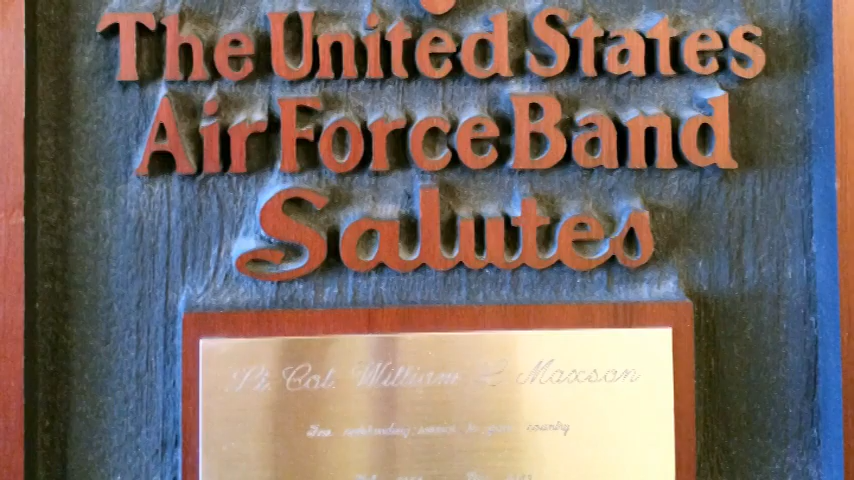 The United States
Air Force Band
Salutes
Lt. Col. William L. Maxson
For outstanding service to your country